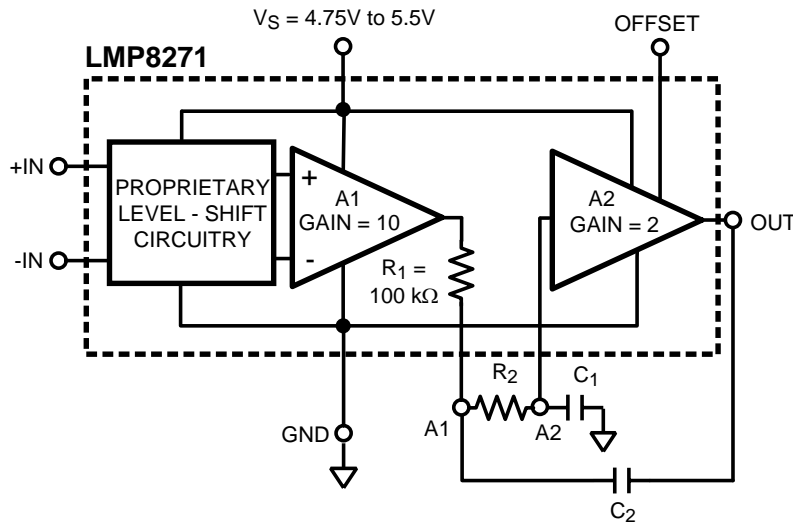 V_S = 4.75V to 5.5V
OFFSET
LMP8271
+IN
-IN
PROPRIETARY
LEVEL - SHIFT
CIRCUITRY
+
-
A1
GAIN = 10
A2
GAIN = 2
OUT
R₁ =
100 kΩ
R₂
C₁
A1
A2
GND
C₂